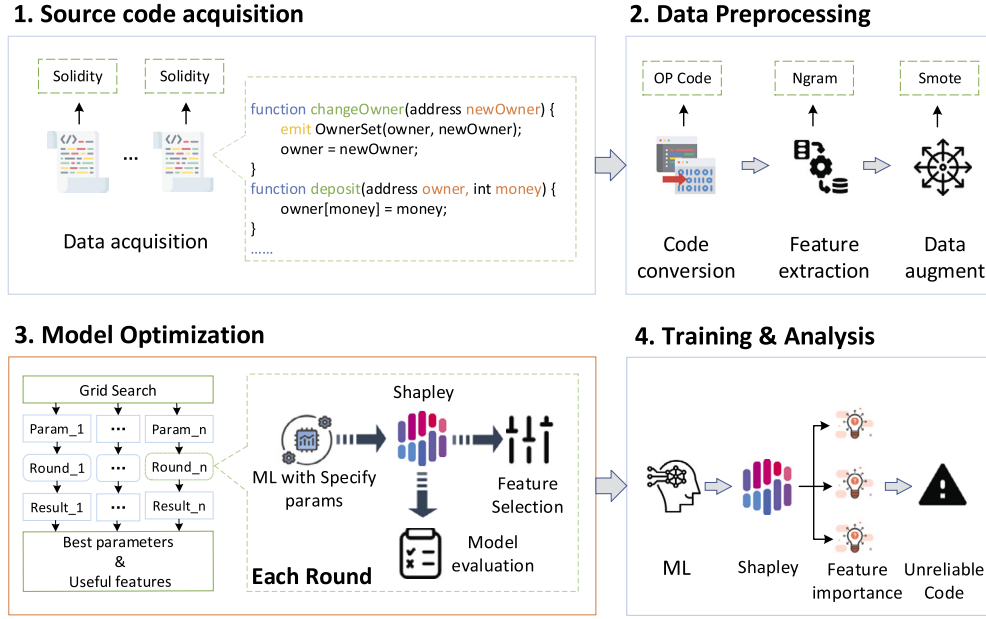 1. Source code acquisition
Solidity
Solidity
...
Data acquisition
function changeOwner(address newOwner) {
emit OwnerSet(owner, newOwner);
owner = newOwner;
}
function deposit(address owner, int money) {
owner[money] = money;
}
......
2. Data Preprocessing
OP Code
Ngram
Smote
Code
conversion
Feature
extraction
Data
augment
3. Model Optimization
Grid Search
Param_1
...
Param_n
Round_1
...
Round_n
Result_1
...
Result_n
Best parameters
&
Useful features
Shapley
ML with Specify
params
Feature
Selection
Model
evaluation
Each Round
4. Training & Analysis
ML
Shapley
Feature
importance
Unreliable
Code